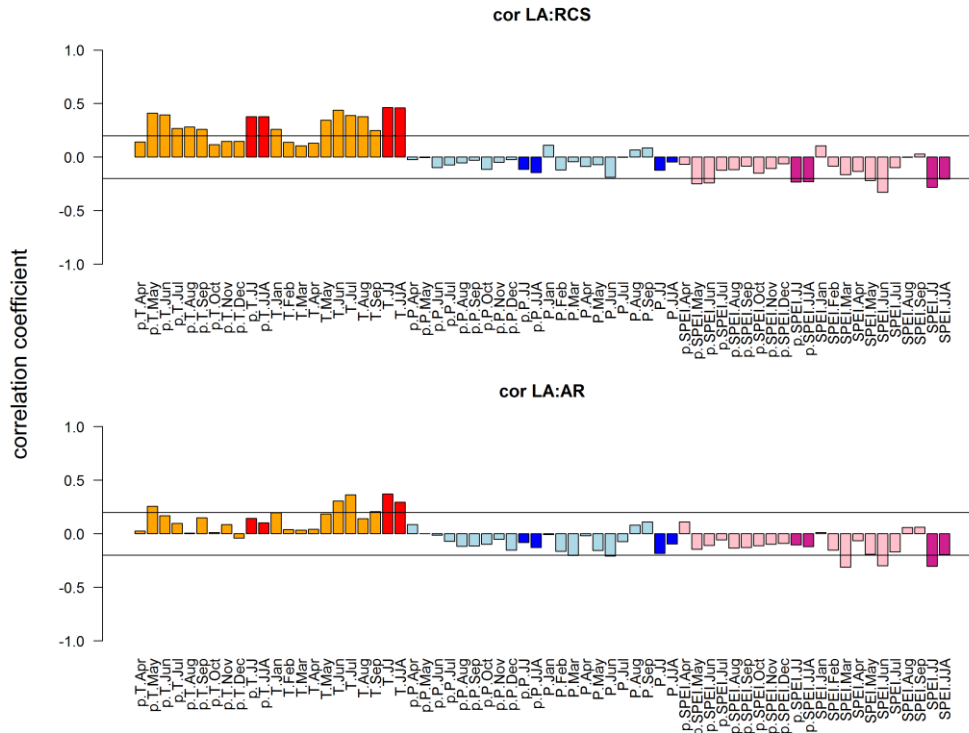 cor LA:RCS
correlation coefficient
1.0
0.5
0.0
-0.5
-1.0
p.T.Apr
p.T.May
p.T.Jun
p.T.Jul
p.T.Aug
p.T.Sep
p.T.Oct
p.T.Nov
p.T.Dec
p.T.JJ
p.T.JJA
T.Jan
T.Feb
T.Mar
T.Apr
T.May
T.Jun
T.Jul
T.Aug
T.Sep
T.JJ
T.JJA
p.P.Apr
p.P.May
p.P.Jun
p.P.Jul
p.P.Aug
p.P.Sep
p.P.Oct
p.P.Nov
p.P.Dec
p.P.JJ
p.P.JJA
P.Jan
P.Feb
P.Mar
P.Apr
P.May
P.Jun
P.Jul
P.Aug
P.Sep
P.JJ
P.JJA
p.SPEI.Apr
p.SPEI.May
p.SPEI.Jun
p.SPEI.Jul
p.SPEI.Aug
p.SPEI.Sep
p.SPEI.Oct
p.SPEI.Nov
p.SPEI.Dec
p.SPEI.JJ
p.SPEI.JJA
SPEI.Jan
SPEI.Feb
SPEI.Mar
SPEI.Apr
SPEI.May
SPEI.Jun
SPEI.Jul
SPEI.Aug
SPEI.Sep
SPEI.JJ
SPEI.JJA
cor LA:AR
1.0
0.5
0.0
-0.5
-1.0
p.T.Apr
p.T.May
p.T.Jun
p.T.Jul
p.T.Aug
p.T.Sep
p.T.Oct
p.T.Nov
p.T.Dec
p.T.JJ
p.T.JJA
T.Jan
T.Feb
T.Mar
T.Apr
T.May
T.Jun
T.Jul
T.Aug
T.Sep
T.JJ
T.JJA
p.P.Apr
p.P.May
p.P.Jun
p.P.Jul
p.P.Aug
p.P.Sep
p.P.Oct
p.P.Nov
p.P.Dec
p.P.JJ
p.P.JJA
P.Jan
P.Feb
P.Mar
P.Apr
P.May
P.Jun
P.Jul
P.Aug
P.Sep
P.JJ
P.JJA
p.SPEI.Apr
p.SPEI.May
p.SPEI.Jun
p.SPEI.Jul
p.SPEI.Aug
p.SPEI.Sep
p.SPEI.Oct
p.SPEI.Nov
p.SPEI.Dec
p.SPEI.JJ
p.SPEI.JJA
SPEI.Jan
SPEI.Feb
SPEI.Mar
SPEI.Apr
SPEI.May
SPEI.Jun
SPEI.Jul
SPEI.Aug
SPEI.Sep
SPEI.JJ
SPEI.JJA